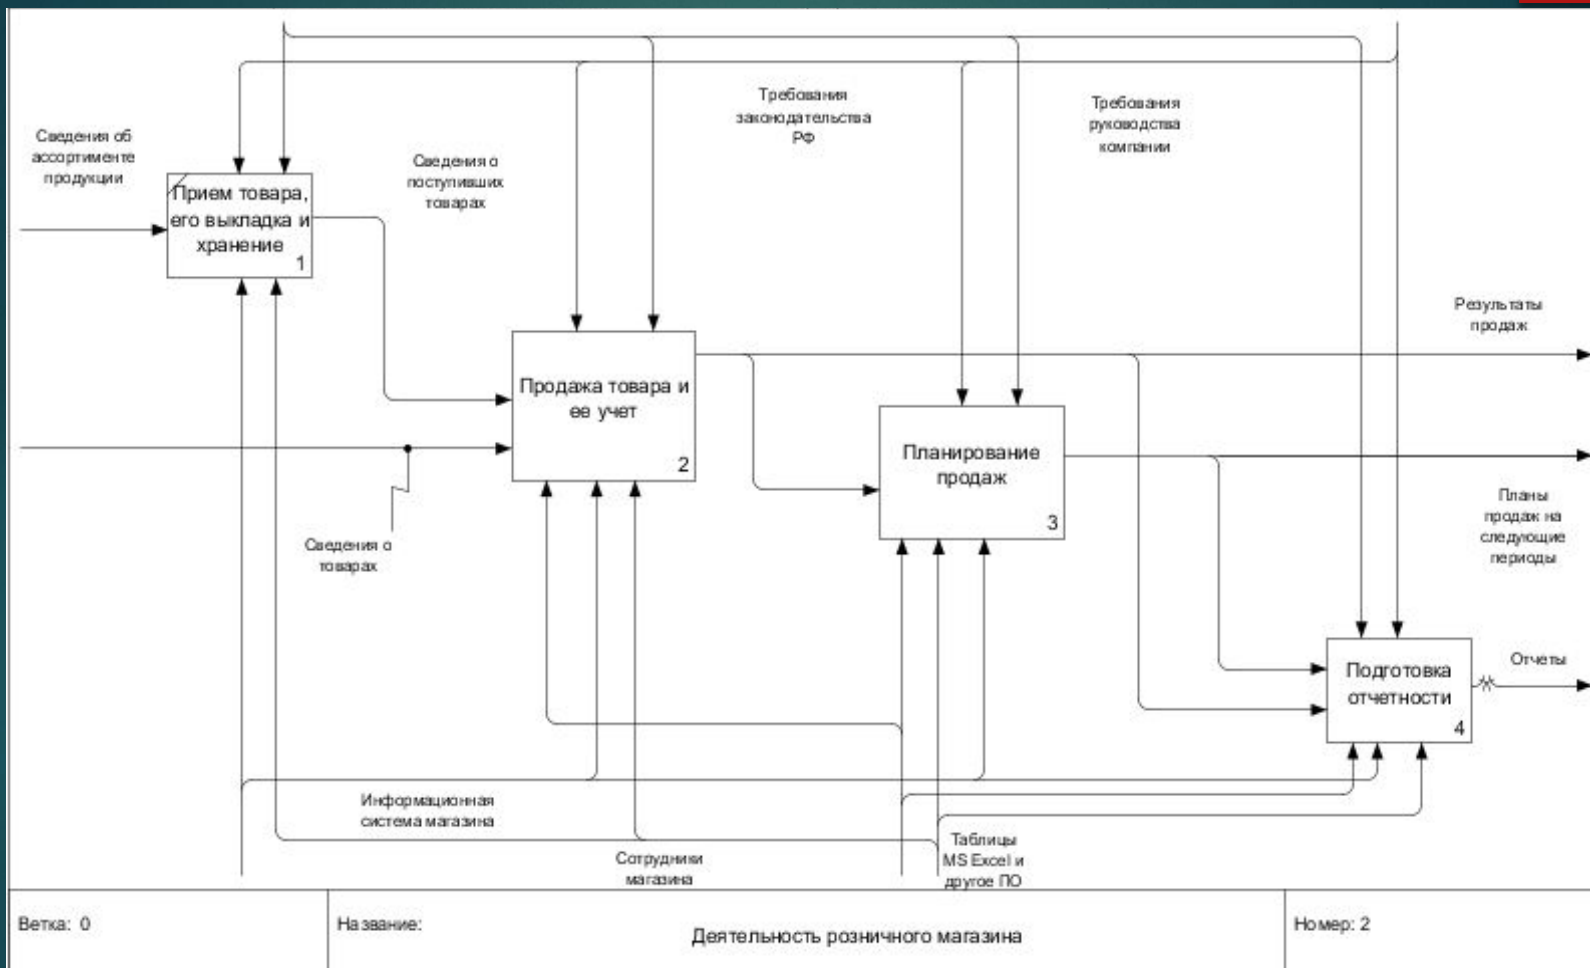 Требования
законодательства
РФ
Требования
руководства
компании
Сведения об
ассортименте
продукции
Сведения о
поступивших
товарах
Прием товара,
его выкладка и
хранение
1
Результаты
продаж
Продажа товара и
ее учет
2
Планирование
продаж
3
Планы
продаж на
следующие
периоды
Сведения о
товарах
Подготовка
отчетности
4
Отчеты
Информационная
система магазина
Сотрудники
магазина
Таблицы
MS Excel и
другое ПО
Ветка: 0
Название:
Деятельность розничного магазина
Номер: 2